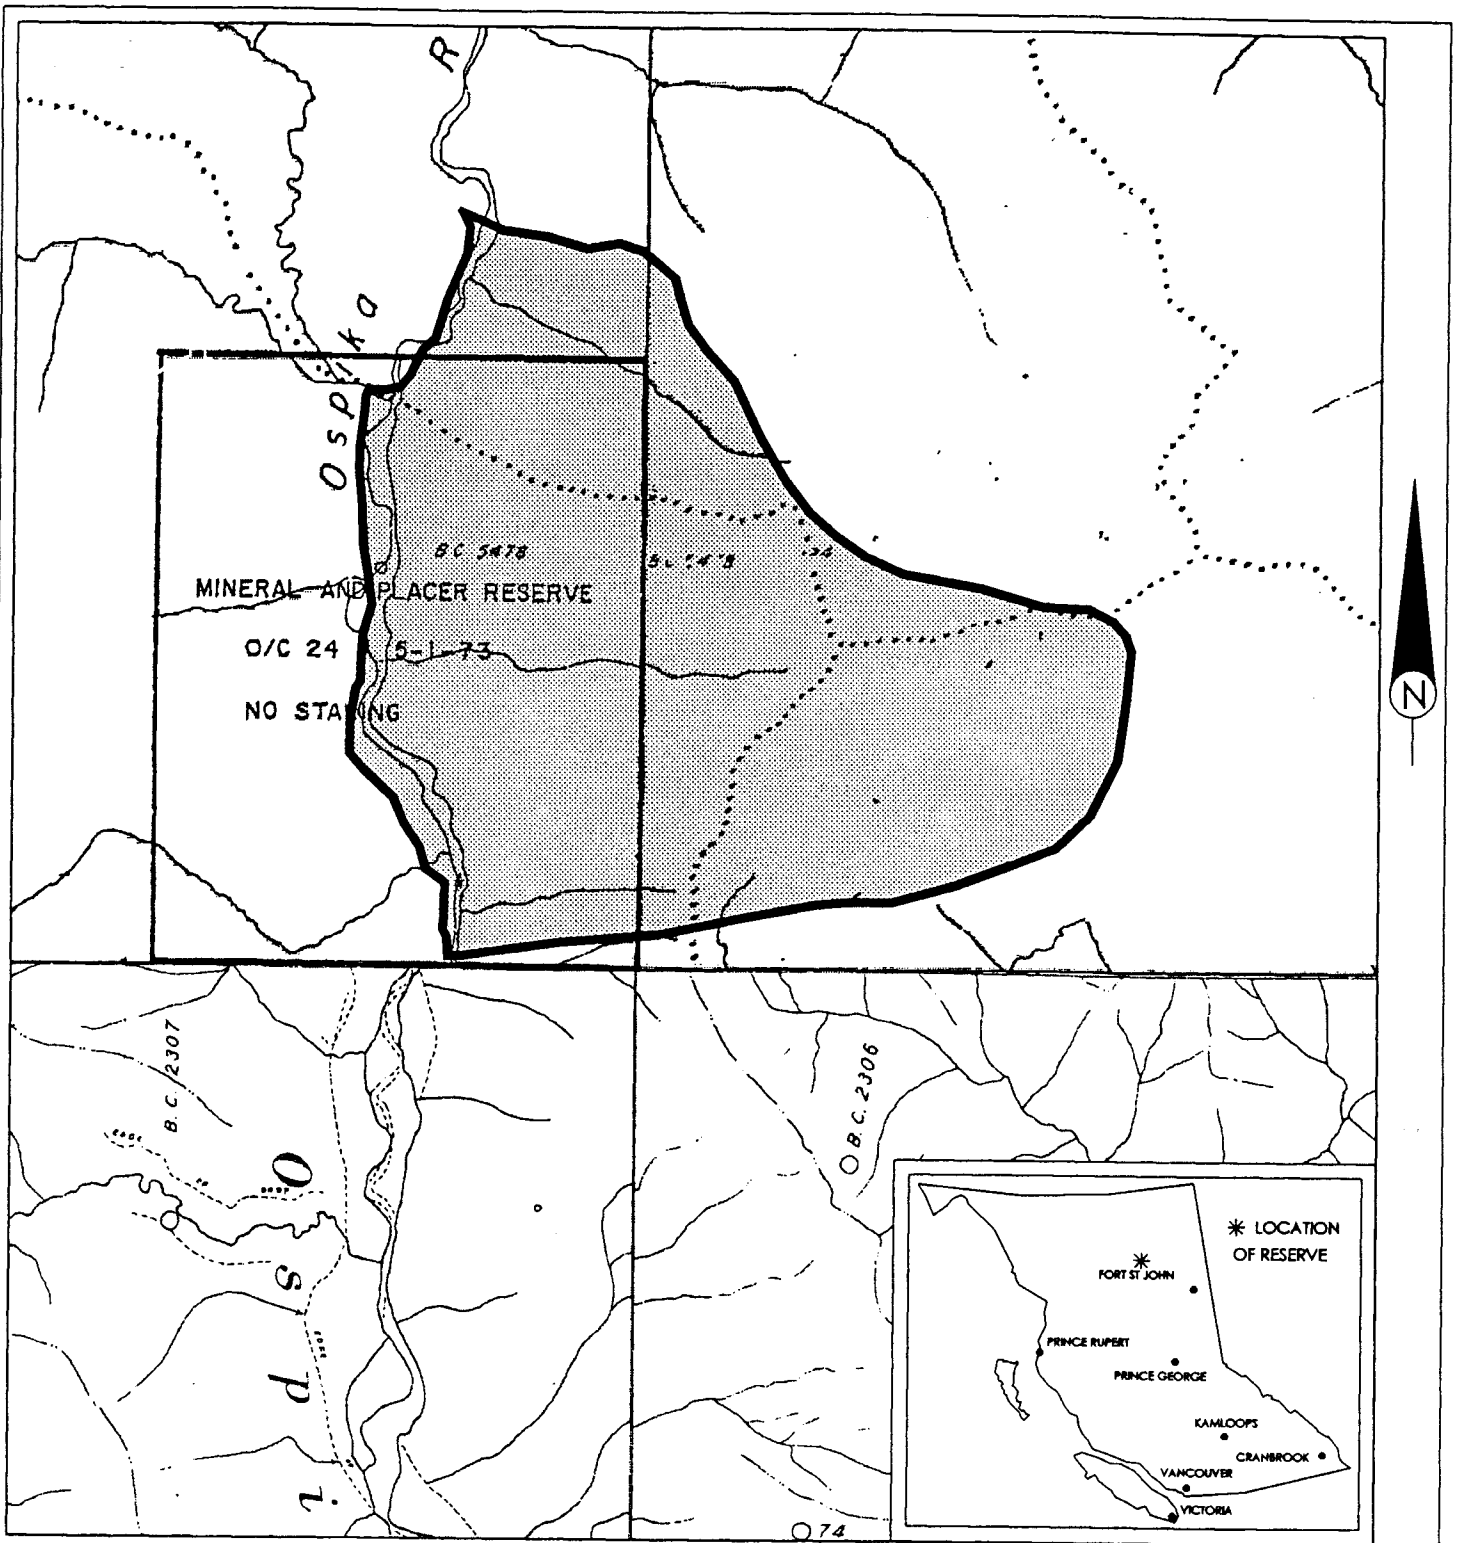 Ospika R
B C 5478
MINERAL AND PLACER RESERVE
O/C 24 5-1-73
NO STAKING
N
B. C. 2307
B. C. 2306
O s p i
74
LOCATION
OF RESERVE
FORT ST JOHN
PRINCE RUPERT
PRINCE GEORGE
KAMLOOPS
CRANBROOK
VANCOUVER
VICTORIA